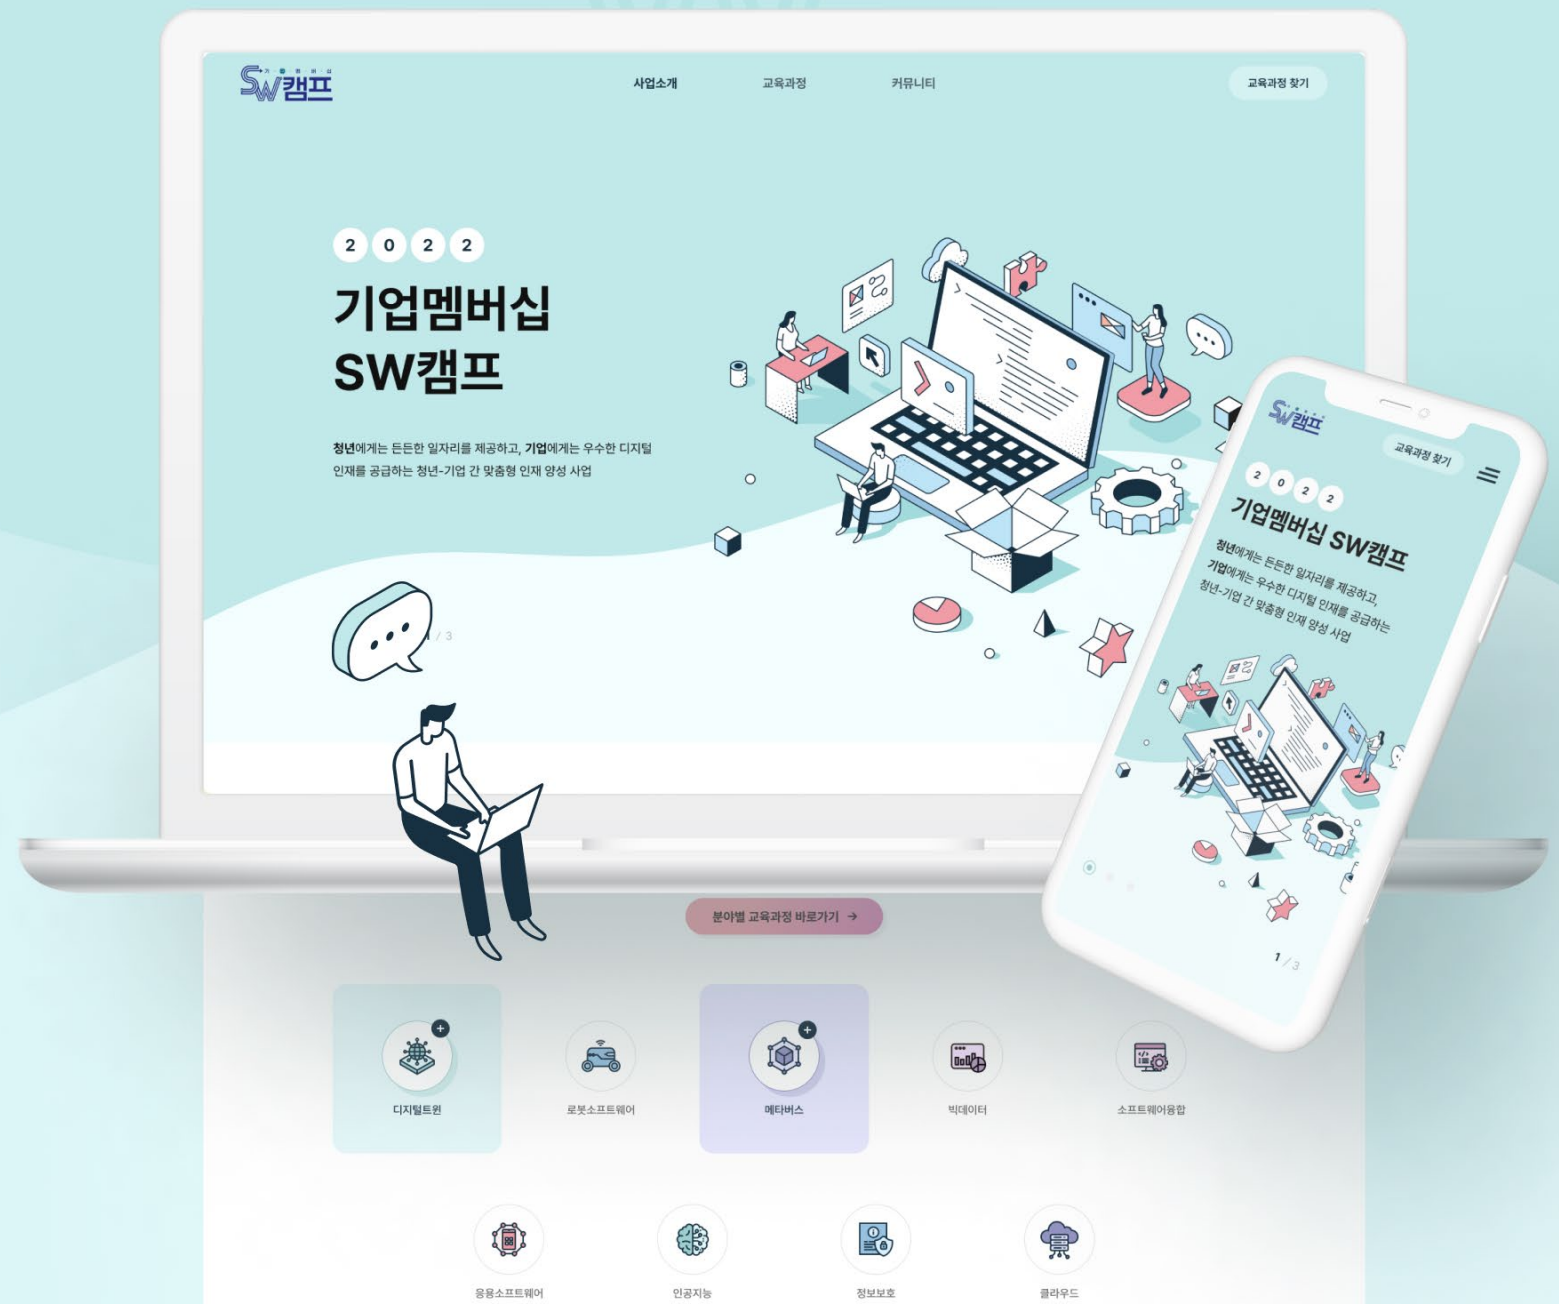 기업멤버십
SW캠프
사업소개
교육과정
커뮤니티
교육과정 찾기
2 0 2 2
기업멤버십
SW캠프
청년에게는 든든한 일자리를 제공하고, 기업에게는 우수한 디지털
인재를 공급하는 청년-기업 간 맞춤형 인재 양성 사업
/ 3
SW캠프
교육과정 찾기
2 0 2 2
기업멤버십 SW캠프
청년에게는 든든한 일자리를 제공하고,
기업에게는 우수한 디지털 인재를 공급하는
청년-기업 간 맞춤형 인재 양성 사업
1 / 3
분야별 교육과정 바로가기 →
디지털트윈
로봇소프트웨어
메타버스
빅데이터
소프트웨어융합
응용소프트웨어
인공지능
정보보호
클라우드